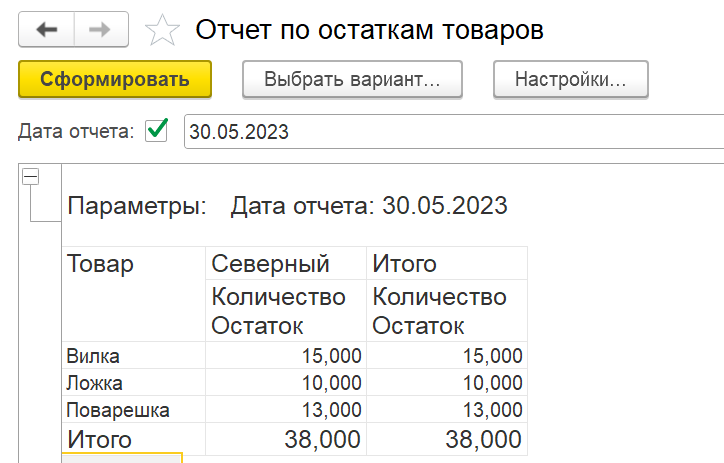 Отчет по остаткам товаров
Сформировать Выбрать вариант... Настройки...
Дата отчета: 30.05.2023
Параметры: Дата отчета: 30.05.2023
Товар Северный Итого
Количество Количество
Остаток Остаток
Вилка 15,000 15,000
Ложка 10,000 10,000
Поварешка 13,000 13,000
Итого 38,000 38,000